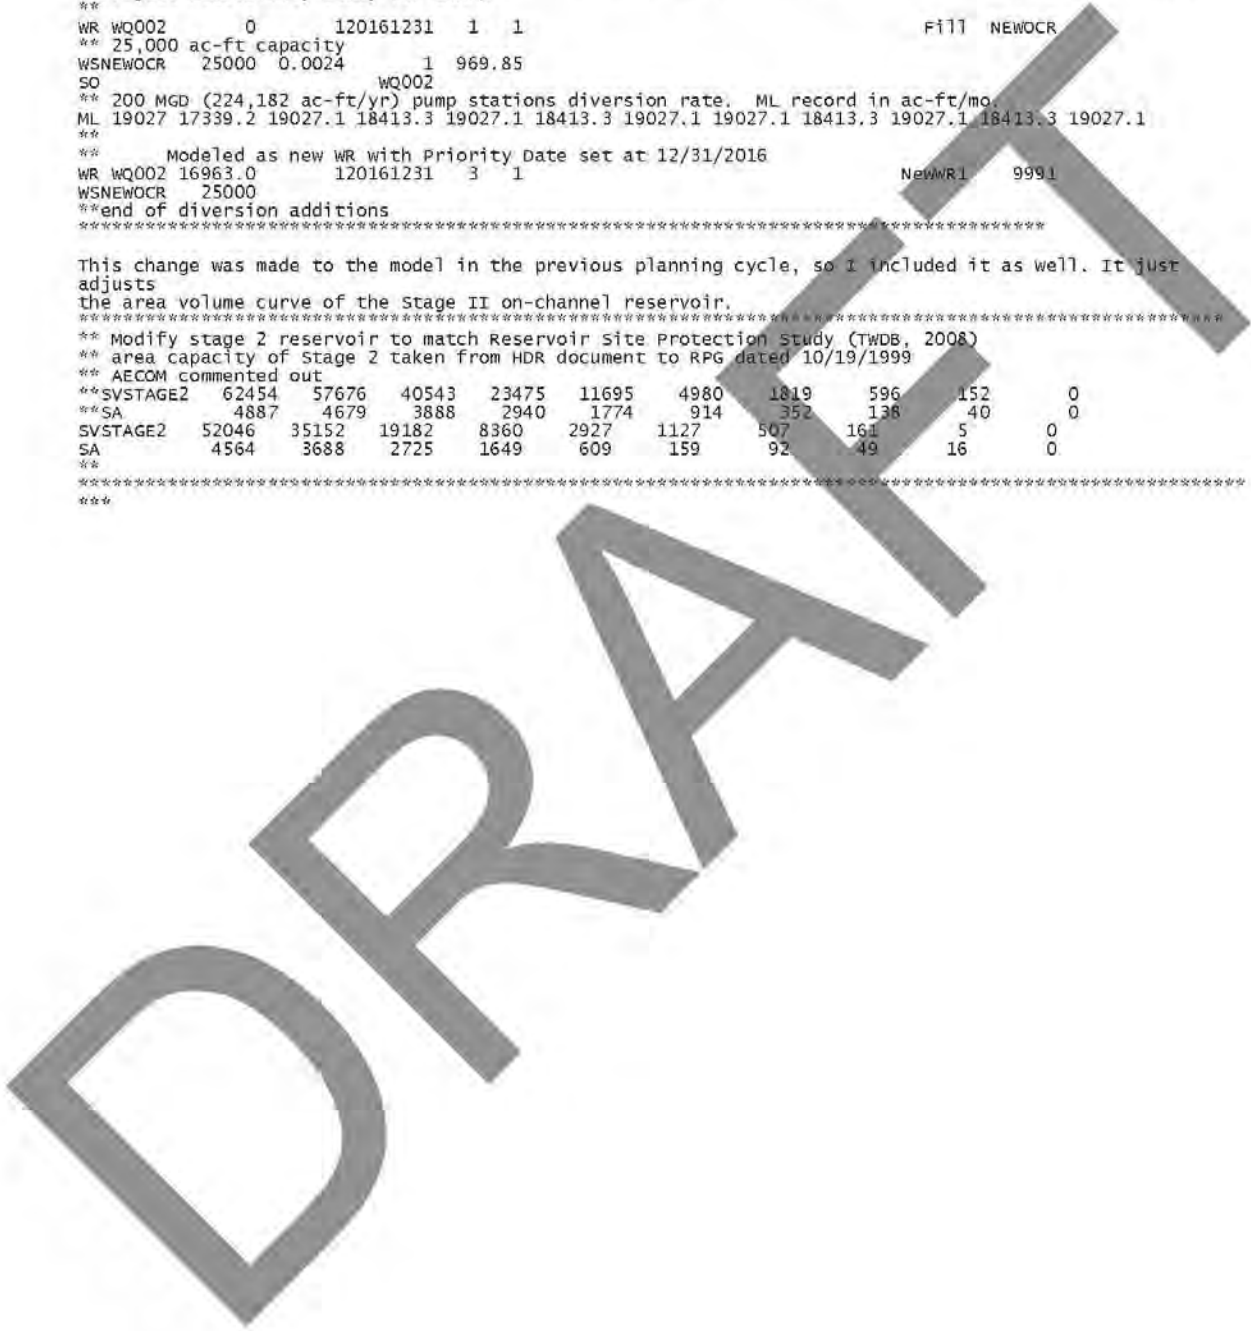 **
WR WQ002 0 120161231 1 1 Fill NEWOCR
** 25,000 ac-ft capacity
WSNEWOCR 25000 0.0024 1 969.85
SO WQ002
** 200 MGD (224,182 ac-ft/yr) pump stations diversion rate. ML record in ac-ft/mo.
ML 19027 17339.2 19027.1 18413.3 19027.1 18413.3 19027.1 19027.1 18413.3 19027.1 18413.3 19027.1
**
** Modeled as new WR with Priority Date set at 12/31/2016
WR WQ002 16963.0 120161231 3 1 NewWR1 9991
WSNEWOCR 25000
**end of diversion additions
****************************************************************************************
This change was made to the model in the previous planning cycle, so I included it as well. It just
adjusts
the area volume curve of the Stage II on-channel reservoir.
********************************************************************************************************
** Modify stage 2 reservoir to match Reservoir Site Protection Study (TWDB, 2008)
** area capacity of Stage 2 taken from HDR document to RPG dated 10/19/1999
** AECOM commented out
**SVSTAGE2 62454 57676 40543 23475 11695 4980 1819 596 152 0
**SA 4887 4679 3888 2940 1774 914 352 138 40 0
SVSTAGE2 52046 35152 19182 8360 2927 1127 507 161 5 0
SA 4564 3688 2725 1649 609 159 92 49 16 0
**
**********************************************************************************************************
***
DRAFT